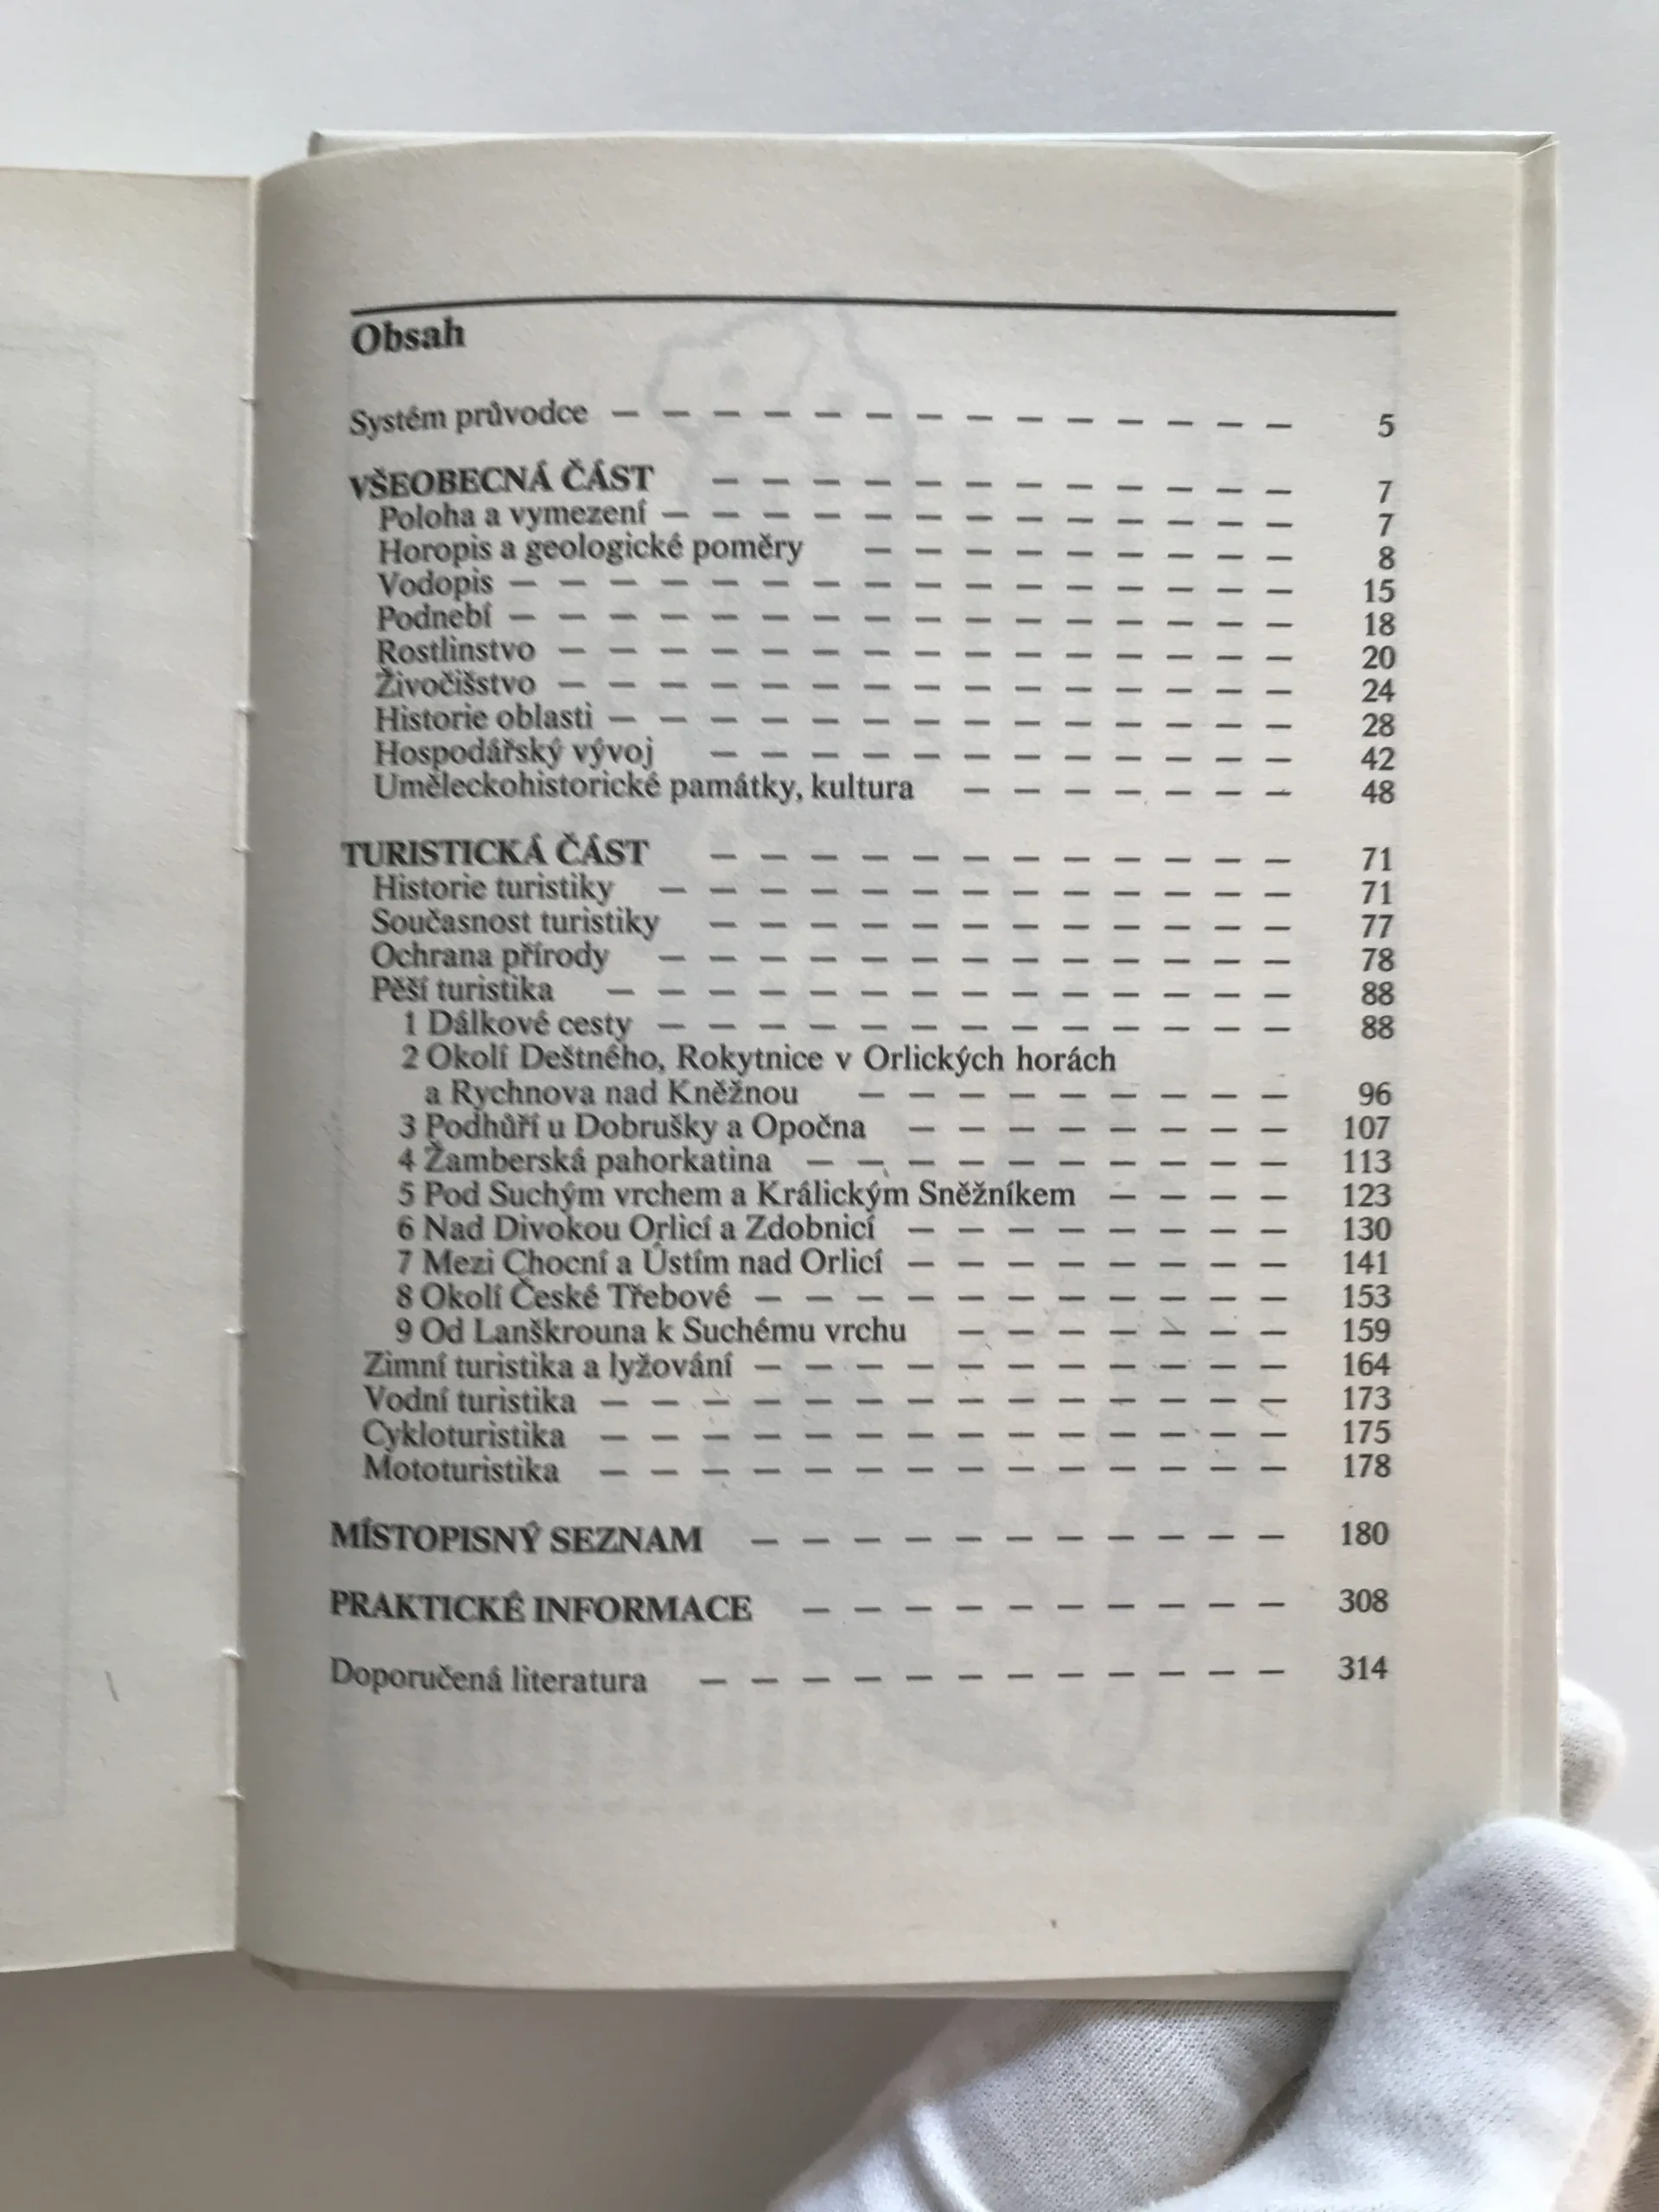 Obsah
Systém průvodce — — — — — — — — — — — — — — 5
VŠEOBECNÁ ČÁST — — — — — — — — — — — — 7
Poloha a vymezení — — — — — — — — — — — — — 7
Horopis a geologické poměry — — — — — — — — — 8
Vodopis — — — — — — — — — — — — — — — — 15
Podnebí — — — — — — — — — — — — — — — — 18
Rostlinstvo — — — — — — — — — — — — — — — 20
Živočišstvo — — — — — — — — — — — — — — — 24
Historie oblasti — — — — — — — — — — — — — — 28
Hospodářský vývoj — — — — — — — — — — — — 42
Uměleckohistorické památky, kultura — — — — — — — 48
TURISTICKÁ ČÁST — — — — — — — — — — — — 71
Historie turistiky — — — — — — — — — — — — — 71
Současnost turistiky — — — — — — — — — — — — 77
Ochrana přírody — — — — — — — — — — — — — 78
Pěší turistika — — — — — — — — — — — — — — 88
1 Dálkové cesty — — — — — — — — — — — — — 88
2 Okolí Deštného, Rokytnice v Orlických horách
a Rychnova nad Kněžnou — — — — — — — — — 96
3 Podhůří u Dobrušky a Opočna — — — — — — — — 107
4 Žamberská pahorkatina — — — — — — — — — — 113
5 Pod Suchým vrchem a Králickým Sněžníkem — — — — 123
6 Nad Divokou Orlicí a Zdobnicí — — — — — — — — 130
7 Mezi Chocní a Ústím nad Orlicí — — — — — — — — 141
8 Okolí České Třebové — — — — — — — — — — — 153
9 Od Lanškrouna k Suchému vrchu — — — — — — — 159
Zimní turistika a lyžování — — — — — — — — — — — 164
Vodní turistika — — — — — — — — — — — — — — 173
Cykloturistika — — — — — — — — — — — — — — 175
Mototuristika — — — — — — — — — — — — — — 178
MÍSTOPISNÝ SEZNAM — — — — — — — — — — — 180
PRAKTICKÉ INFORMACE — — — — — — — — — — 308
Doporučená literatura — — — — — — — — — — — — 314